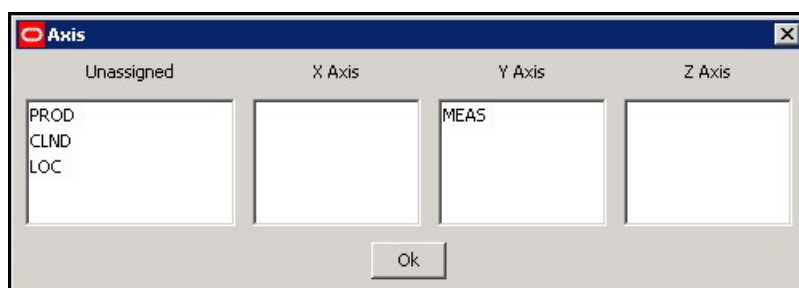 Axis
Unassigned X Axis Y Axis Z Axis
PROD MEAS
CLND
LOC
Ok